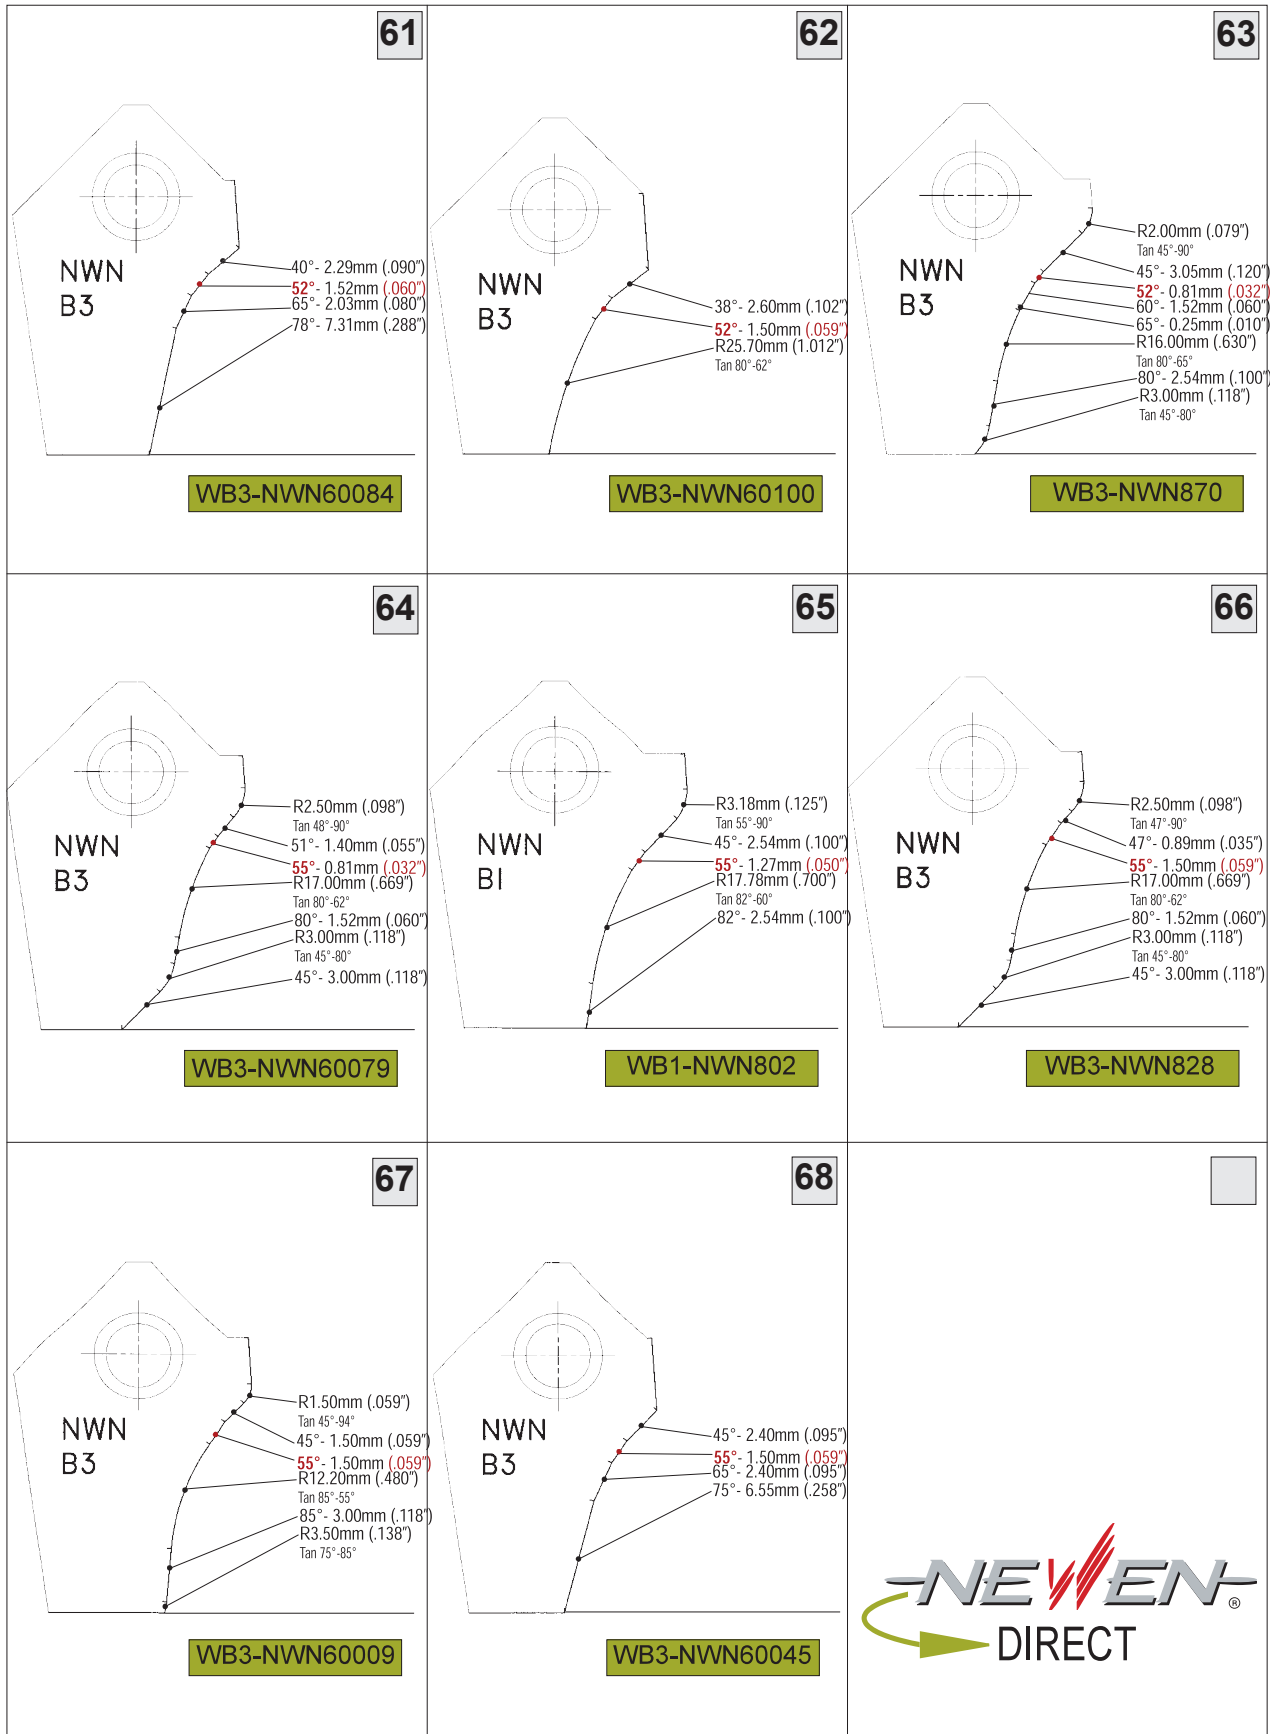 61
NWN
B3
40°- 2.29mm (.090")
52°- 1.52mm (.060")
65°- 2.03mm (.080")
78°- 7.31mm (.288")
WB3-NWN60084
62
NWN
B3
38°- 2.60mm (.102")
52°- 1.50mm (.059")
R25.70mm (1.012")
Tan 80°-62°
WB3-NWN60100
63
NWN
B3
R2.00mm (.079")
Tan 45°-90°
45°- 3.05mm (.120")
52°- 0.81mm (.032")
60°- 1.52mm (.060")
65°- 0.25mm (.010")
R16.00mm (.630")
Tan 80°-65°
80°- 2.54mm (.100")
R3.00mm (.118")
Tan 45°-80°
WB3-NWN870
64
NWN
B3
R2.50mm (.098")
Tan 48°-90°
51°- 1.40mm (.055")
55°- 0.81mm (.032")
R17.00mm (.669")
Tan 80°-62°
80°- 1.52mm (.060")
R3.00mm (.118")
Tan 45°-80°
45°- 3.00mm (.118")
WB3-NWN60079
65
NWN
B1
R3.18mm (.125")
Tan 55°-90°
45°- 2.54mm (.100")
55°- 1.27mm (.050")
R17.78mm (.700")
Tan 82°-60°
82°- 2.54mm (.100")
WB1-NWN802
66
NWN
B3
R2.50mm (.098")
Tan 47°-90°
47°- 0.89mm (.035")
55°- 1.50mm (.059")
R17.00mm (.669")
Tan 80°-62°
80°- 1.52mm (.060")
R3.00mm (.118")
Tan 45°-80°
45°- 3.00mm (.118")
WB3-NWN828
67
NWN
B3
R1.50mm (.059")
Tan 45°-94°
45°- 1.50mm (.059")
55°- 1.50mm (.059")
R12.20mm (.480")
Tan 85°-55°
85°- 3.00mm (.118")
R3.50mm (.138")
Tan 75°-85°
WB3-NWN60009
68
NWN
B3
45°- 2.40mm (.095")
55°- 1.50mm (.059")
65°- 2.40mm (.095")
75°- 6.55mm (.258")
WB3-NWN60045
NEWEN®
DIRECT